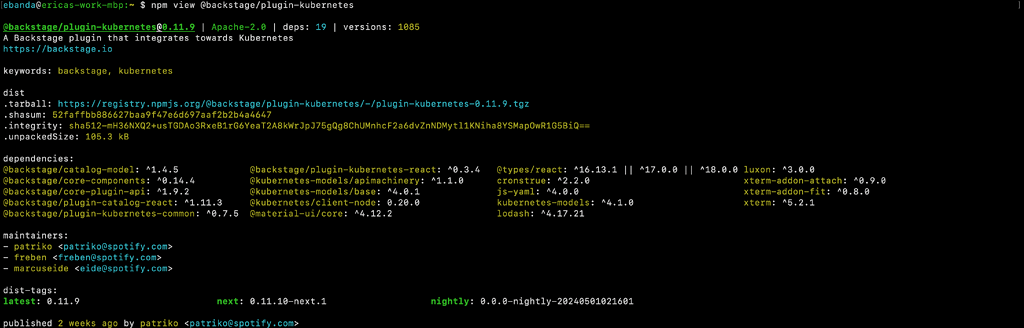 ebanda@ericas-work-mbp:~ $ npm view @backstage/plugin-kubernetes
@backstage/plugin-kubernetes@0.11.9 | Apache-2.0 | deps: 19 | versions: 1085
A Backstage plugin that integrates towards Kubernetes
https://backstage.io
keywords: backstage, kubernetes
dist
.tarball: https://registry.npmjs.org/@backstage/plugin-kubernetes/-/plugin-kubernetes-0.11.9.tgz
.shasum: 52faffbb886627baa9f47e6d697aaf2b2b4a4647
.integrity: sha512-mH36NXQ2+usTGDAo3RxeB1rG6YeaT2A8kWrJpJ75gQg8ChUMnhcF2a6dvZnNDMytl1KNiha8YSMapOwR1G5BiQ==
.unpackedSize: 105.3 kB
dependencies:
@backstage/catalog-model: ^1.4.5 @backstage/plugin-kubernetes-react: ^0.3.4 @types/react: ^16.13.1 || ^17.0.0 || ^18.0.0 luxon: ^3.0.0
@backstage/core-components: ^0.14.4 @kubernetes-models/apimachinery: ^1.1.0 cronstrue: ^2.2.0 xterm-addon-attach: ^0.9.0
@backstage/core-plugin-api: ^1.9.2 @kubernetes-models/base: ^4.0.1 js-yaml: ^4.0.0 xterm-addon-fit: ^0.8.0
@backstage/plugin-catalog-react: ^1.11.3 @kubernetes/client-node: 0.20.0 kubernetes-models: ^4.1.0 xterm: ^5.2.1
@backstage/plugin-kubernetes-common: ^0.7.5 @material-ui/core: ^4.12.2 lodash: ^4.17.21
maintainers:
- patriko <patriko@spotify.com>
- freben <freben@spotify.com>
- marcuseide <eide@spotify.com>
dist-tags:
latest: 0.11.9 next: 0.11.10-next.1 nightly: 0.0.0-nightly-20240501021601
published 2 weeks ago by patriko <patriko@spotify.com>